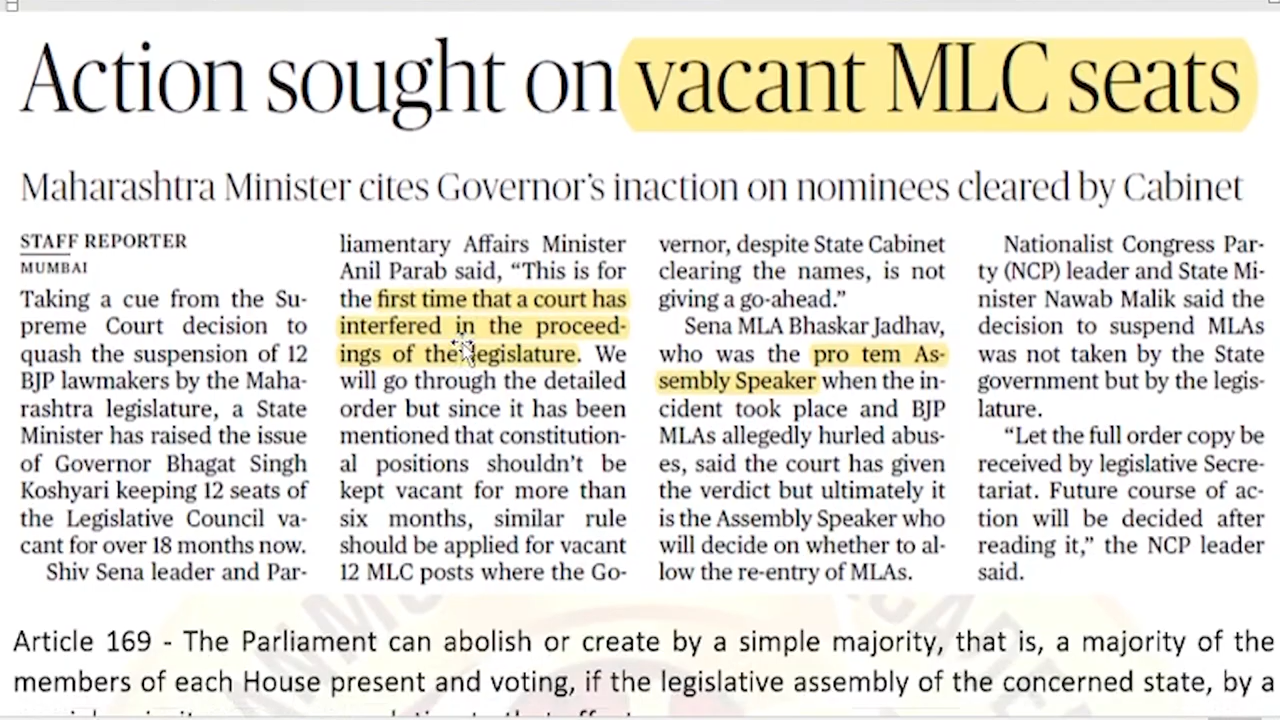 Action sought on vacant MLC seats
Maharashtra Minister cites Governor's inaction on nominees cleared by Cabinet
STAFF REPORTER
MUMBAI
Taking a cue from the Su-
preme Court decision to
quash the suspension of 12
BJP lawmakers by the Maha-
rashtra legislature, a State
Minister has raised the issue
of Governor Bhagat Singh
Koshyari keeping 12 seats of
the Legislative Council va-
cant for over 18 months now.
Shiv Sena leader and Par-
liamentary Affairs Minister
Anil Parab said, “This is for
the first time that a court has
interfered in the proceed-
ings of the legislature. We
will go through the detailed
order but since it has been
mentioned that constitution-
al positions shouldn't be
kept vacant for more than
six months, similar rule
should be applied for vacant
12 MLC posts where the Go-
vernor, despite State Cabinet
clearing the names, is not
giving a go-ahead.”
Sena MLA Bhaskar Jadhav,
who was the pro tem As-
sembly Speaker when the in-
cident took place and BJP
MLAs allegedly hurled abus-
es, said the court has given
the verdict but ultimately it
is the Assembly Speaker who
will decide on whether to al-
low the re-entry of MLAs.
Nationalist Congress Par-
ty (NCP) leader and State Mi-
nister Nawab Malik said the
decision to suspend MLAs
was not taken by the State
government but by the legis-
lature.
“Let the full order copy be
received by legislative Secre-
tariat. Future course of ac-
tion will be decided after
reading it,” the NCP leader
said.
Article 169 - The Parliament can abolish or create by a simple majority, that is, a majority of the
members of each House present and voting, if the legislative assembly of the concerned state, by a